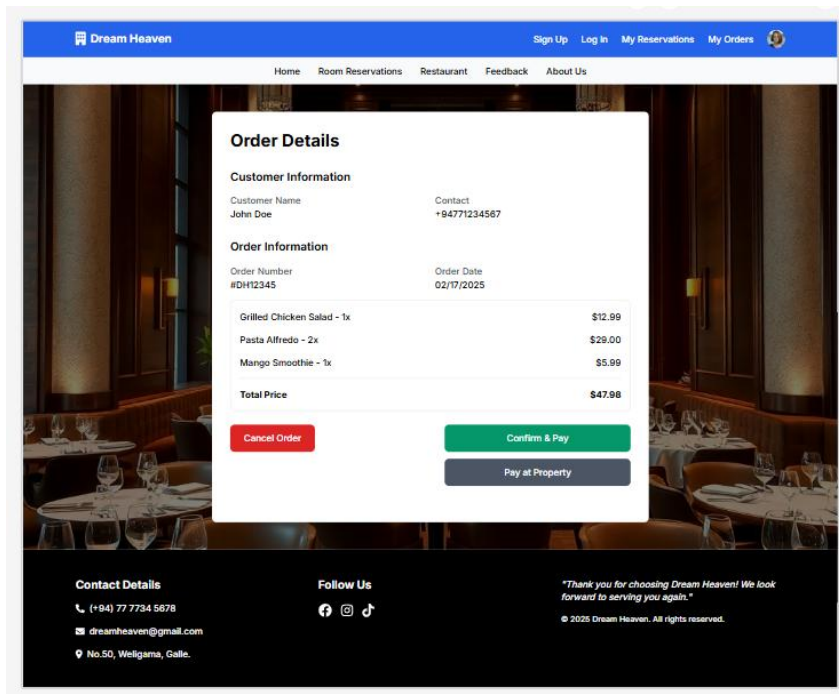 Dream Heaven
Sign Up Log In My Reservations My Orders
Home Room Reservations Restaurant Feedback About Us
Order Details
Customer Information
Customer Name Contact
John Doe +94771234567
Order Information
Order Number Order Date
#DH12345 02/17/2025
Grilled Chicken Salad - 1x $12.99
Pasta Alfredo - 2x $29.00
Mango Smoothie - 1x $5.99
Total Price $47.98
Cancel Order Confirm & Pay
Pay at Property
Contact Details
(+94) 77 7734 5678
dreamheaven@gmail.com
No.50, Weligama, Galle.
Follow Us
"Thank you for choosing Dream Heaven! We look
forward to serving you again."
© 2025 Dream Heaven. All rights reserved.